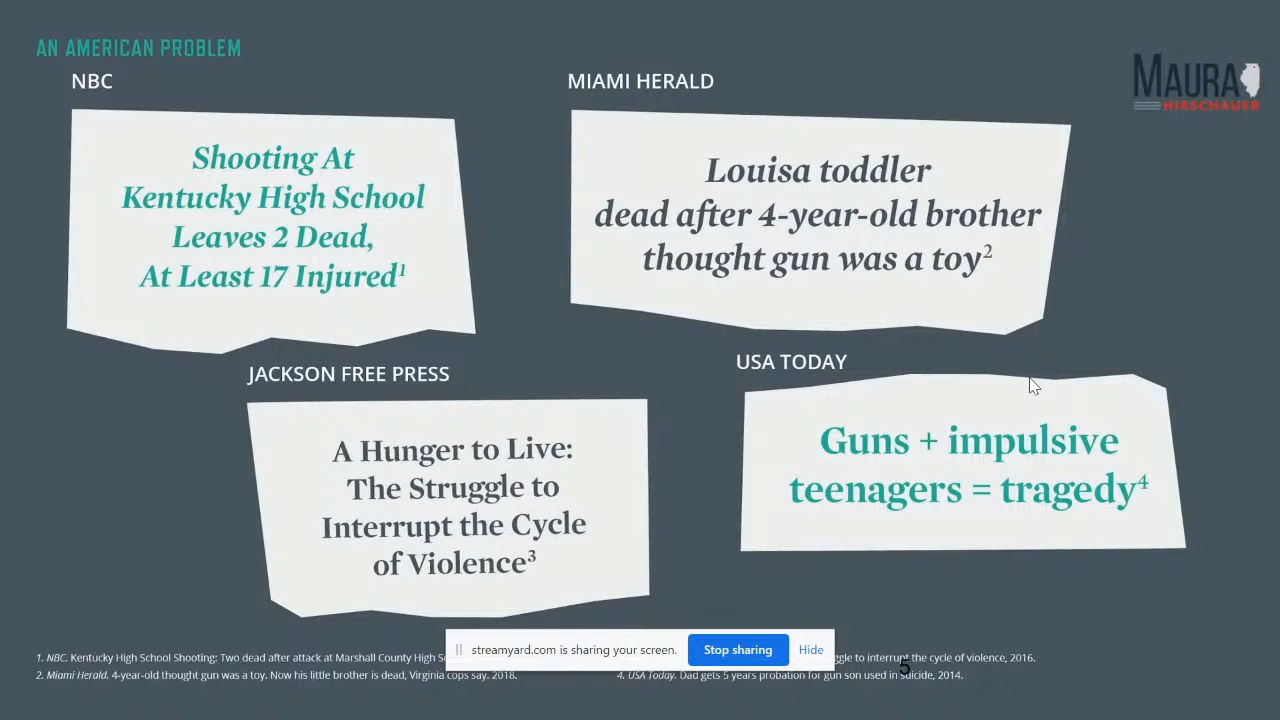 AN AMERICAN PROBLEM
NBC
MIAMI HERALD
MAURA
HIRSCHAUER
Shooting At
Kentucky High School
Leaves 2 Dead,
At Least 17 Injured¹
Louisa toddler
dead after 4-year-old brother
thought gun was a toy²
JACKSON FREE PRESS
USA TODAY
A Hunger to Live:
The Struggle to
Interrupt the Cycle
of Violence³
Guns + impulsive
teenagers = tragedy⁴
streamyard.com is sharing your screen.
Stop sharing
Hide
1. NBC. Kentucky High School Shooting: Two dead after attack at Marshall County High
to interrupt the cycle of violence, 2016.
5
2. Miami Herald. 4-year-old thought gun was a toy. Now his little brother is dead, Virginia cops say. 2018.
4. USA Today. Dad gets 5 years probation for gun son used in suicide, 2014.